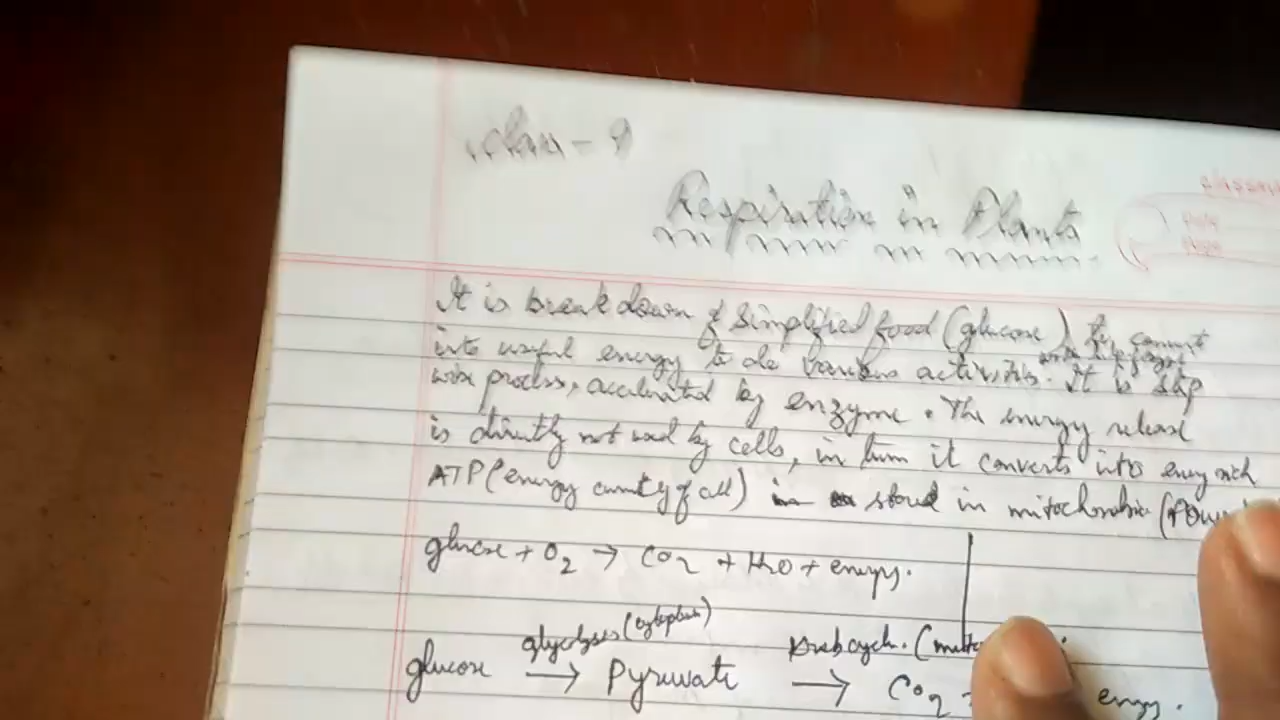 class - 9
Respiration in Plants
It is break down of simplified food (glucose) to convert
into useful energy to do various activities. It is step
wise process, accelerated by enzyme. The energy release
is directly not used by cells, in turn it converts into energy rich
ATP (energy of cell) stored in mitochondria (
glucose + O2 → CO2 + H2O + energy.
glycolysis (cytoplasm) Kreb cycle. (mito
glucose → Pyruvate → CO2 + energy.